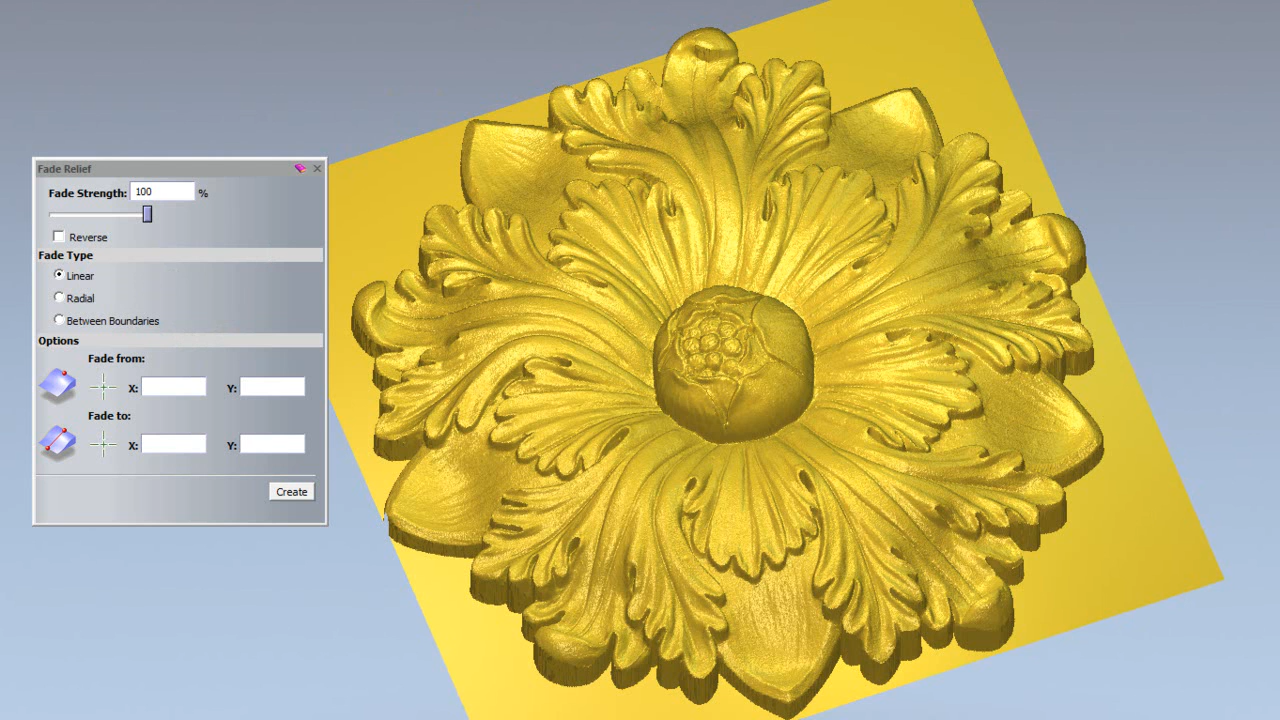 Fade Relief
Fade Strength: 100 %
Reverse
Fade Type
Linear
Radial
Between Boundaries
Options
Fade from:
X: Y:
Fade to:
X: Y:
Create